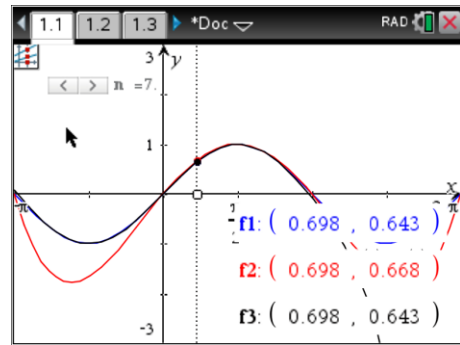 1.1 1.2 1.3 *Doc RAD
3 y
n =7.
1
x
-π π
f1: ( 0.698 , 0.643 )
f2: ( 0.698 , 0.668 )
f3: ( 0.698 , 0.643 )
-3